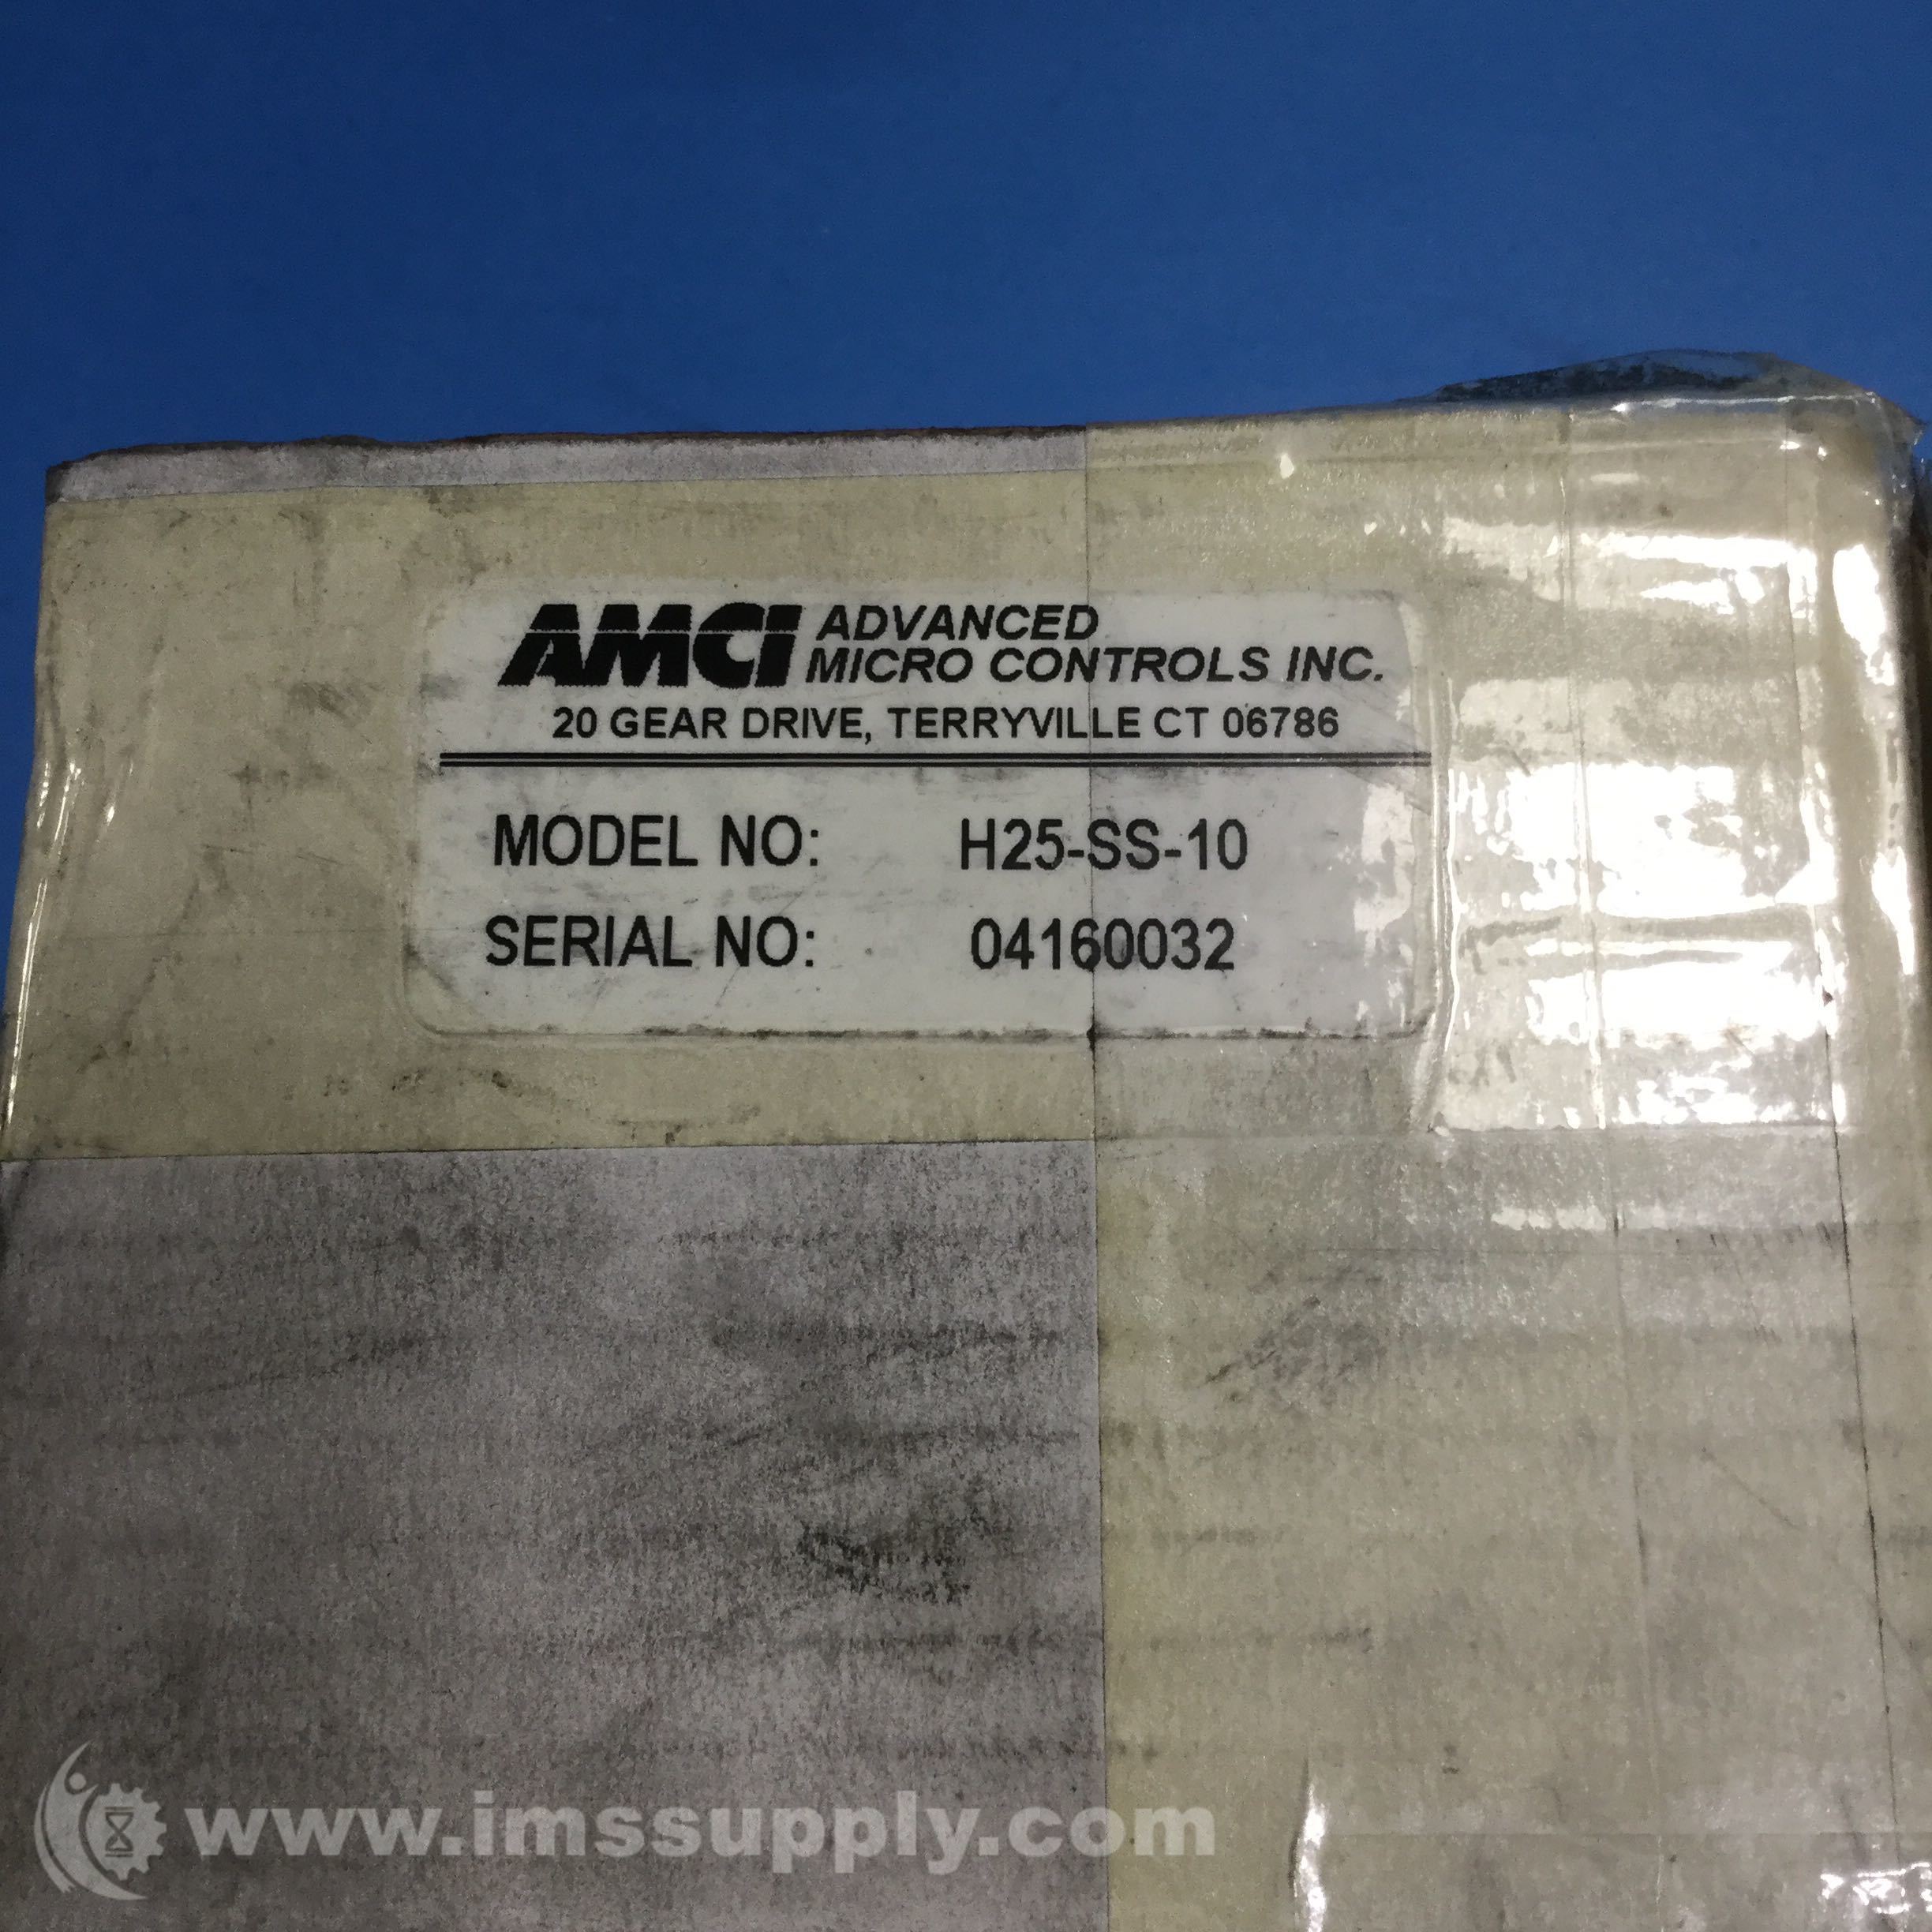 AMCI ADVANCED
MICRO CONTROLS INC.
20 GEAR DRIVE, TERRYVILLE CT 06786
MODEL NO: H25-SS-10
SERIAL NO: 04160032
www.imssupply.com